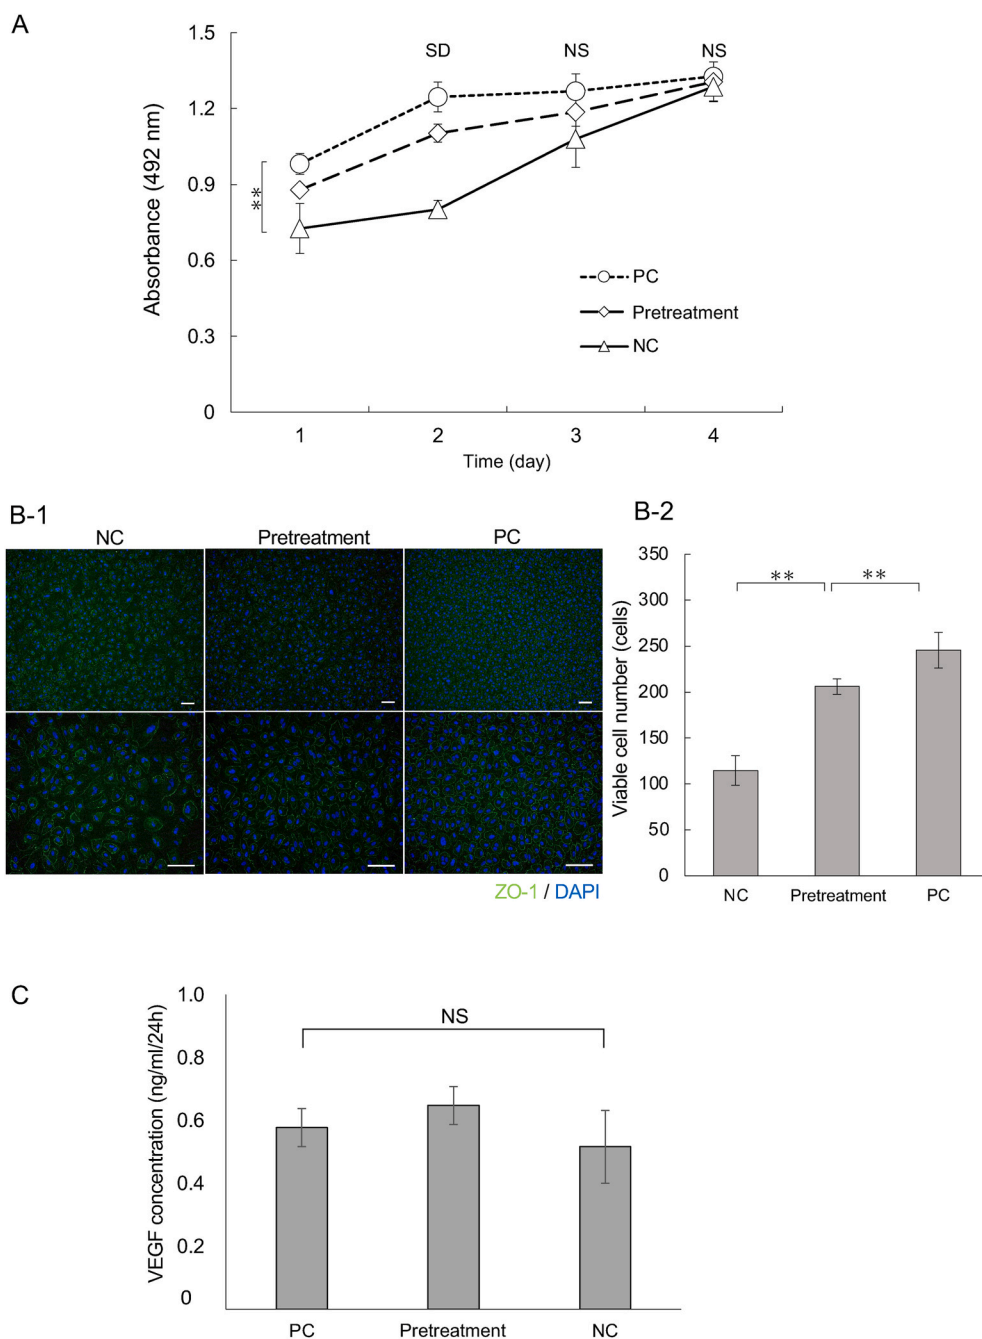 A
1.5
1.2
0.9
0.6
0.3
0
Absorbance (492 nm)
SD
NS
NS
**
PC
Pretreatment
NC
1
2
3
4
Time (day)
B-1
NC
Pretreatment
PC
ZO-1 / DAPI
B-2
350
300
250
200
150
100
50
0
Viable cell number (cells)
**
**
NC
Pretreatment
PC
C
1.0
0.8
0.6
0.4
0.2
0
VEGF concentration (ng/ml/24h)
NS
PC
Pretreatment
NC